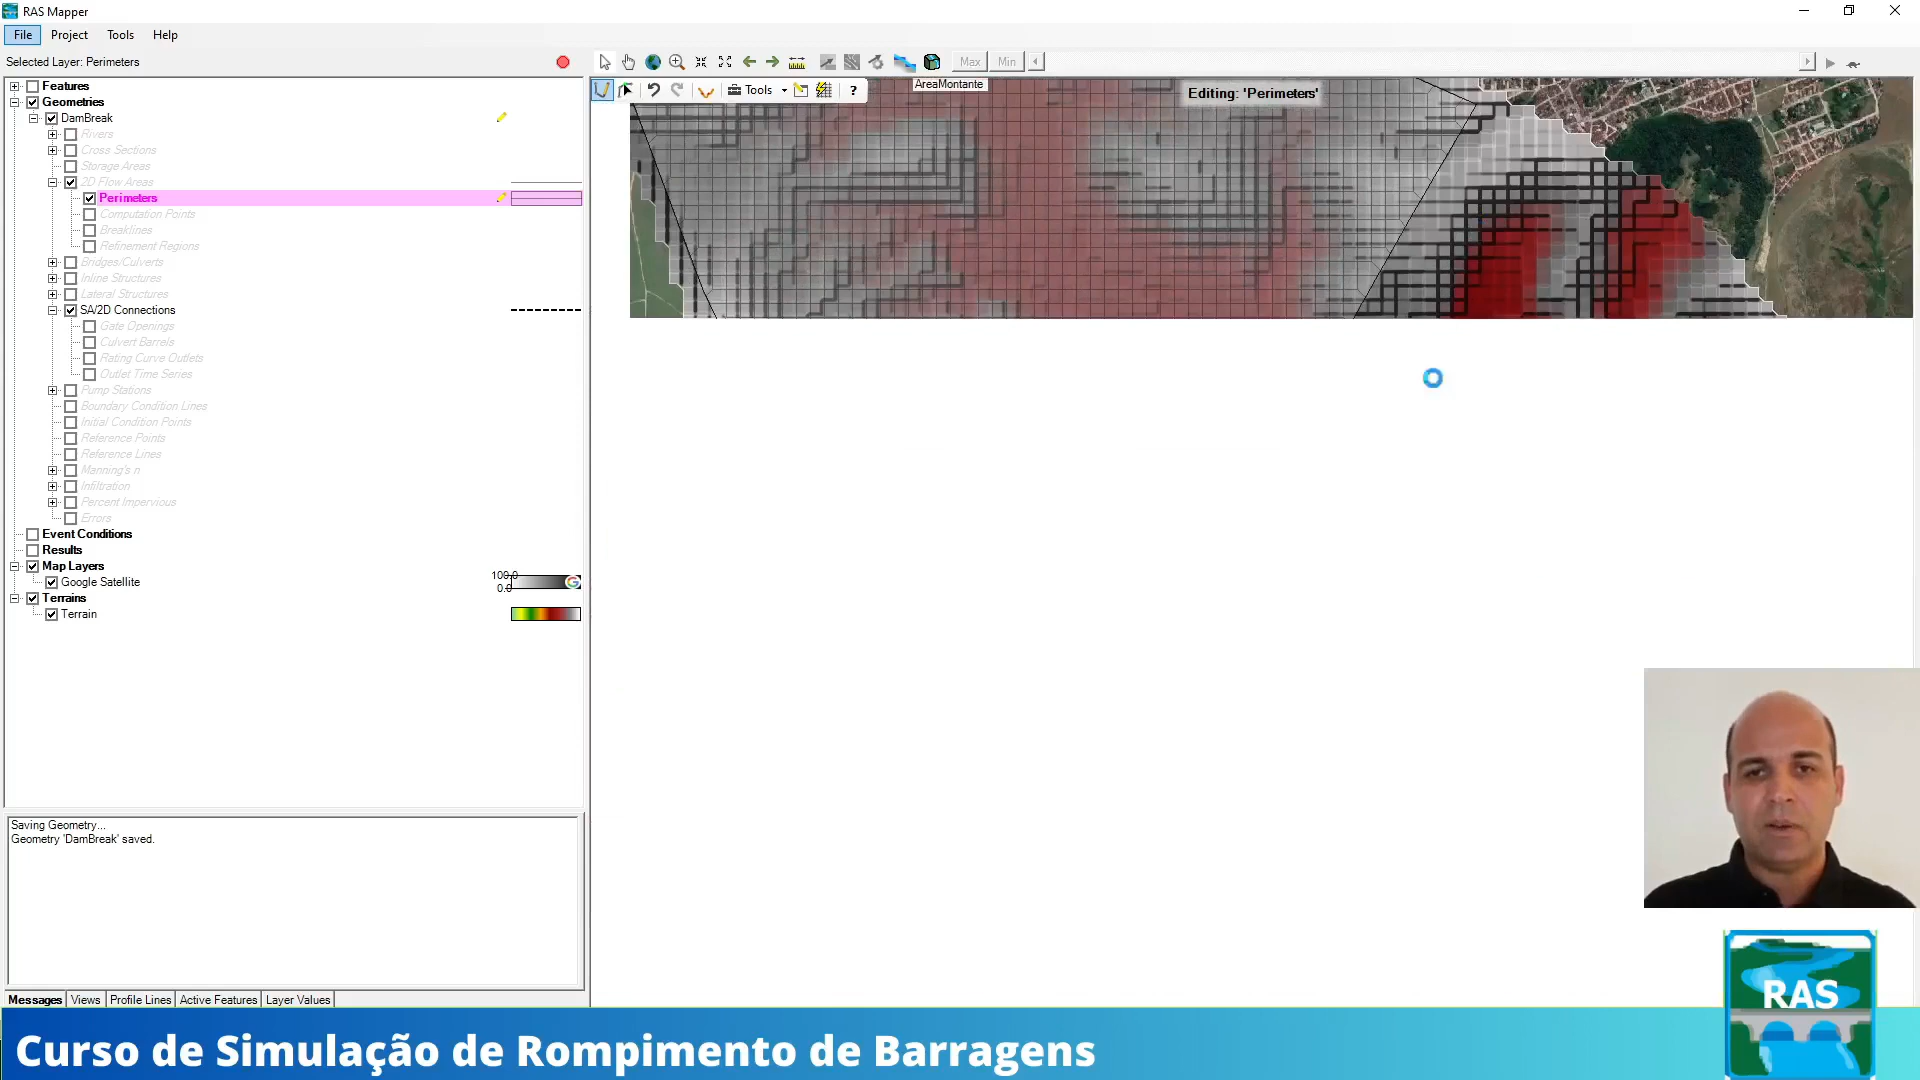 RAS Mapper
File Project Tools Help
Selected Layer: Perimeters
Max Min
Tools ?
AreaMontante
Editing: 'Perimeters'
Features
Geometries
DamBreak
Rivers
Cross Sections
Storage Areas
2D Flow Areas
Perimeters
Computation Points
Breaklines
Refinement Regions
Bridges/Culverts
Inline Structures
Lateral Structures
SA/2D Connections
Gate Openings
Culvert Barrels
Rating Curve Outlets
Outlet Time Series
Pump Stations
Boundary Condition Lines
Initial Condition Points
Reference Points
Reference Lines
Manning's n
Infiltration
Percent Impervious
Errors
Event Conditions
Results
Map Layers
Google Satellite
100.0
0.0
Terrains
Terrain
Saving Geometry...
Geometry 'DamBreak' saved.
Messages Views Profile Lines Active Features Layer Values
RAS
Curso de Simulação de Rompimento de Barragens